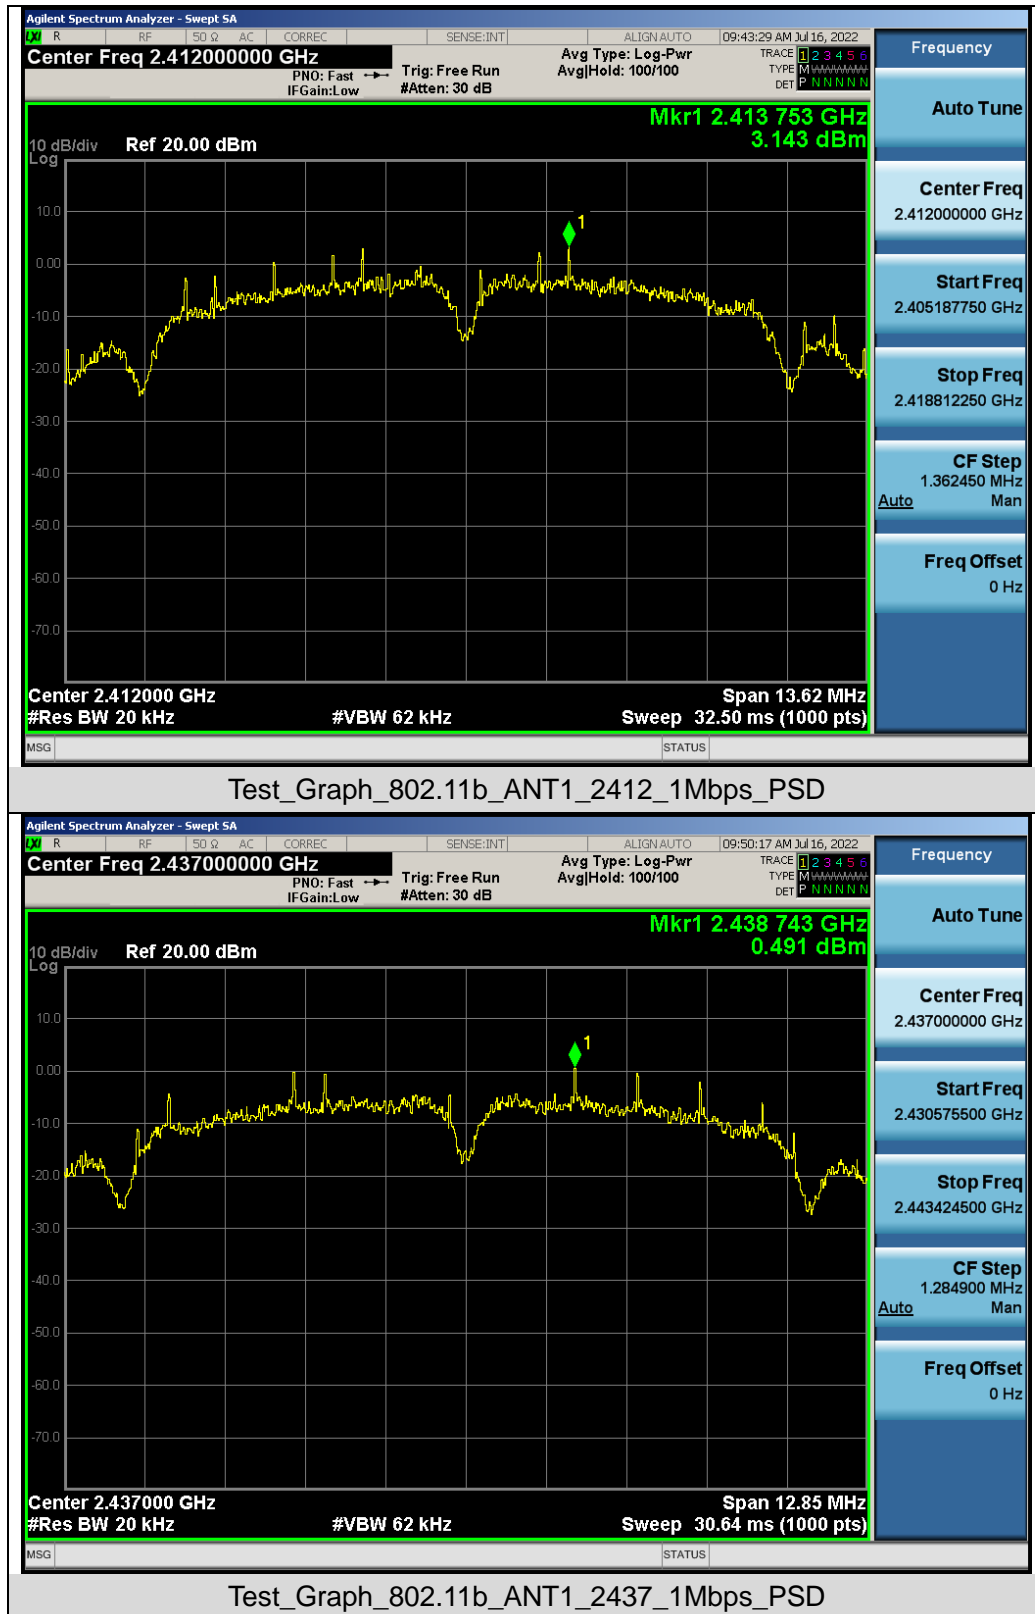 Agilent Spectrum Analyzer - Swept SA
LXI R RF 50 Ω AC CORREC SENSE:INT ALIGN AUTO 09:43:29 AM Jul 16, 2022
Center Freq 2.412000000 GHz Avg Type: Log-Pwr TRACE 1 2 3 4 5 6
PNO: Fast Trig: Free Run Avg|Hold: 100/100 TYPE M WWWWW
IFGain:Low #Atten: 30 dB DET P N N N N N
Mkr1 2.413 753 GHz
3.143 dBm
10 dB/div Ref 20.00 dBm
Log
10.0
0.00
-10.0
-20.0
-30.0
-40.0
-50.0
-60.0
-70.0
1
Center 2.412000 GHz Span 13.62 MHz
#Res BW 20 kHz #VBW 62 kHz Sweep 32.50 ms (1000 pts)
MSG STATUS
Frequency
Auto Tune
Center Freq
2.412000000 GHz
Start Freq
2.405187750 GHz
Stop Freq
2.418812250 GHz
CF Step
1.362450 MHz
Auto Man
Freq Offset
0 Hz
Test_Graph_802.11b_ANT1_2412_1Mbps_PSD
Agilent Spectrum Analyzer - Swept SA
LXI R RF 50 Ω AC CORREC SENSE:INT ALIGN AUTO 09:50:17 AM Jul 16, 2022
Center Freq 2.437000000 GHz Avg Type: Log-Pwr TRACE 1 2 3 4 5 6
PNO: Fast Trig: Free Run Avg|Hold: 100/100 TYPE M WWWWW
IFGain:Low #Atten: 30 dB DET P N N N N N
Mkr1 2.438 743 GHz
0.491 dBm
10 dB/div Ref 20.00 dBm
Log
10.0
0.00
-10.0
-20.0
-30.0
-40.0
-50.0
-60.0
-70.0
1
Center 2.437000 GHz Span 12.85 MHz
#Res BW 20 kHz #VBW 62 kHz Sweep 30.64 ms (1000 pts)
MSG STATUS
Frequency
Auto Tune
Center Freq
2.437000000 GHz
Start Freq
2.430575500 GHz
Stop Freq
2.443424500 GHz
CF Step
1.284900 MHz
Auto Man
Freq Offset
0 Hz
Test_Graph_802.11b_ANT1_2437_1Mbps_PSD